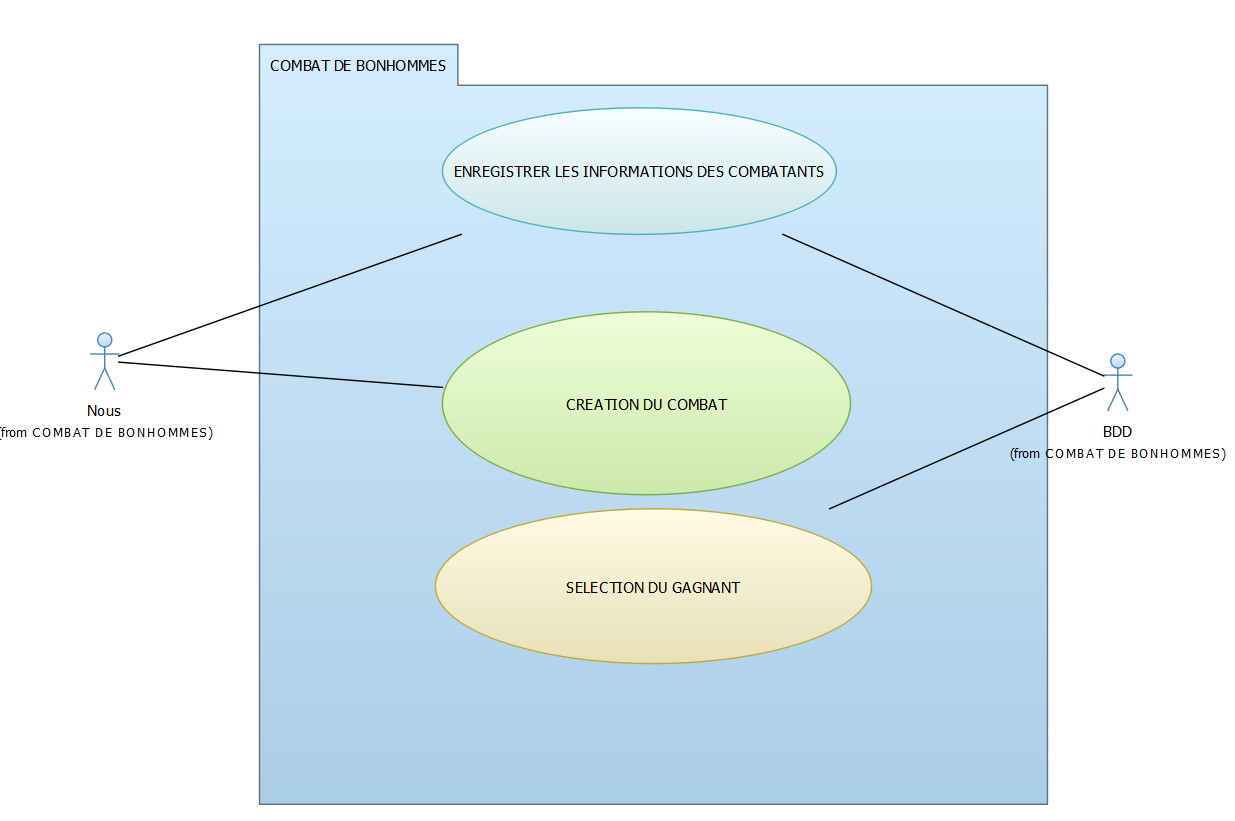 COMBAT DE BONHOMMES
ENREGISTRER LES INFORMATIONS DES COMBATANTS
CREATION DU COMBAT
Nous
(from COMBAT DE BONHOMMES)
BDD
(from COMBAT DE BONHOMMES)
SELECTION DU GAGNANT